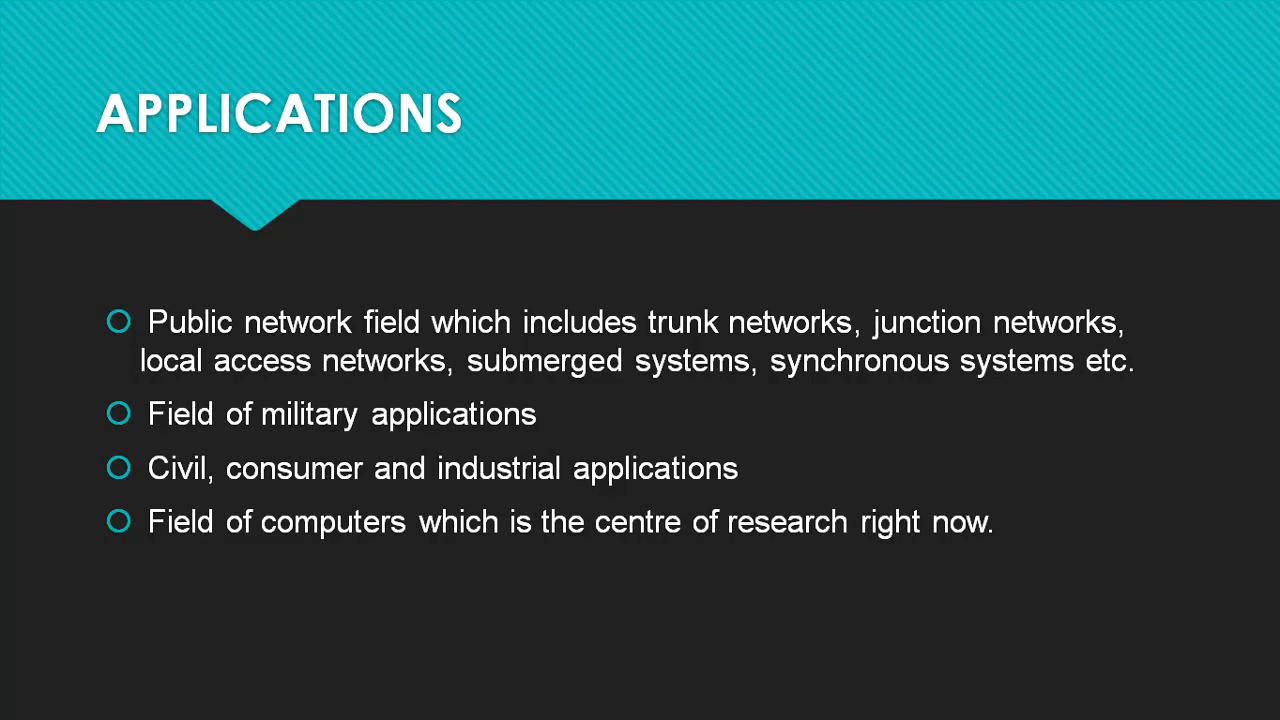 APPLICATIONS
Public network field which includes trunk networks, junction networks,
local access networks, submerged systems, synchronous systems etc.
Field of military applications
Civil, consumer and industrial applications
Field of computers which is the centre of research right now.